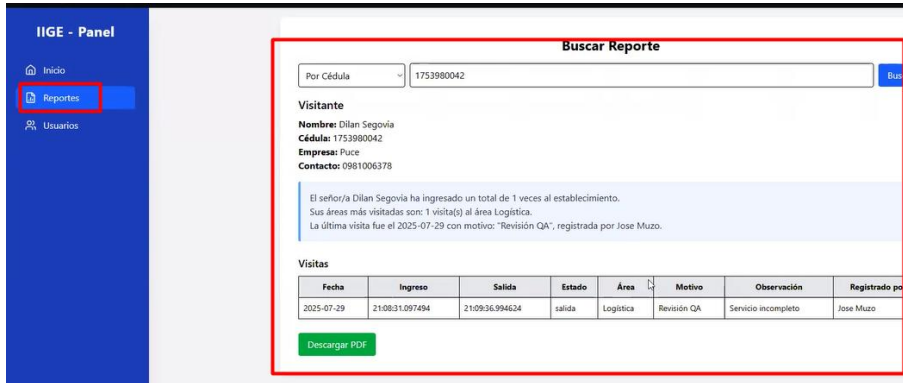 IIGE - Panel
Inicio
Reportes
Usuarios
Buscar Reporte
Por Cédula 1753980042 Bus
Visitante
Nombre: Dilan Segovia
Cédula: 1753980042
Empresa: Puce
Contacto: 0981006378
El señor/a Dilan Segovia ha ingresado un total de 1 veces al establecimiento.
Sus áreas más visitadas son: 1 visita(s) al área Logística.
La última visita fue el 2025-07-29 con motivo: "Revisión QA", registrada por Jose Muzo.
Visitas
Fecha Ingreso Salida Estado Área Motivo Observación Registrado po
2025-07-29 21:08:31.097494 21:09:36.994624 salida Logística Revisión QA Servicio incompleto Jose Muzo
Descargar PDF